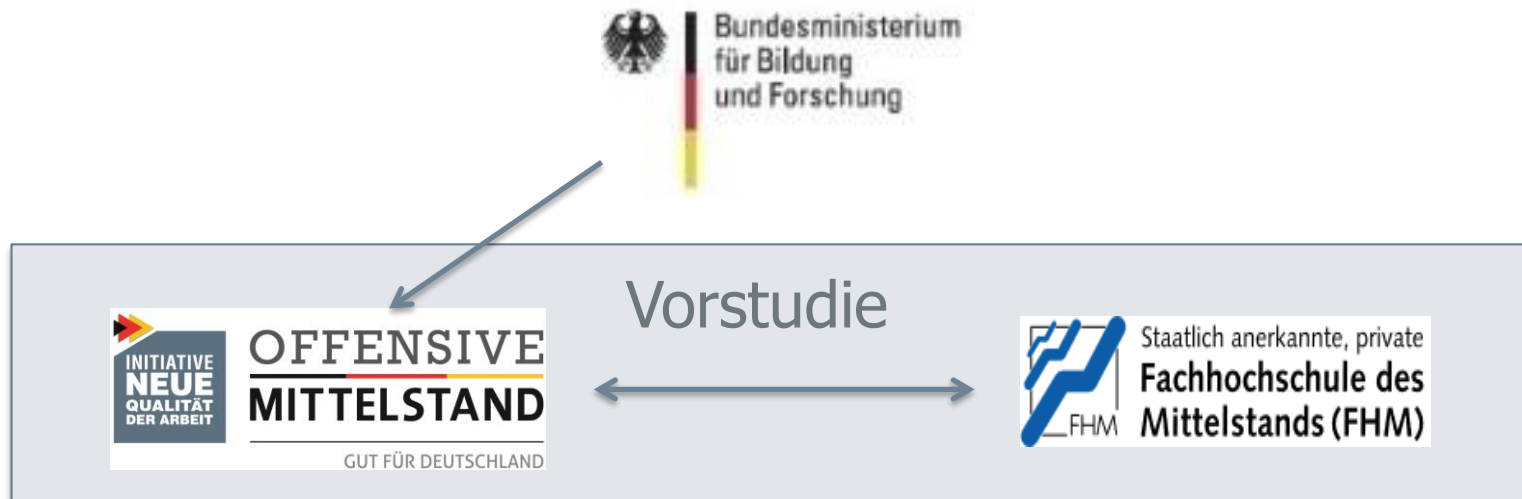 Bundesministerium
für Bildung
und Forschung
Vorstudie
INITIATIVE
NEUE
QUALITÄT
DER ARBEIT
OFFENSIVE
MITTELSTAND
GUT FÜR DEUTSCHLAND
FHM
Staatlich anerkannte, private
Fachhochschule des
Mittelstands (FHM)